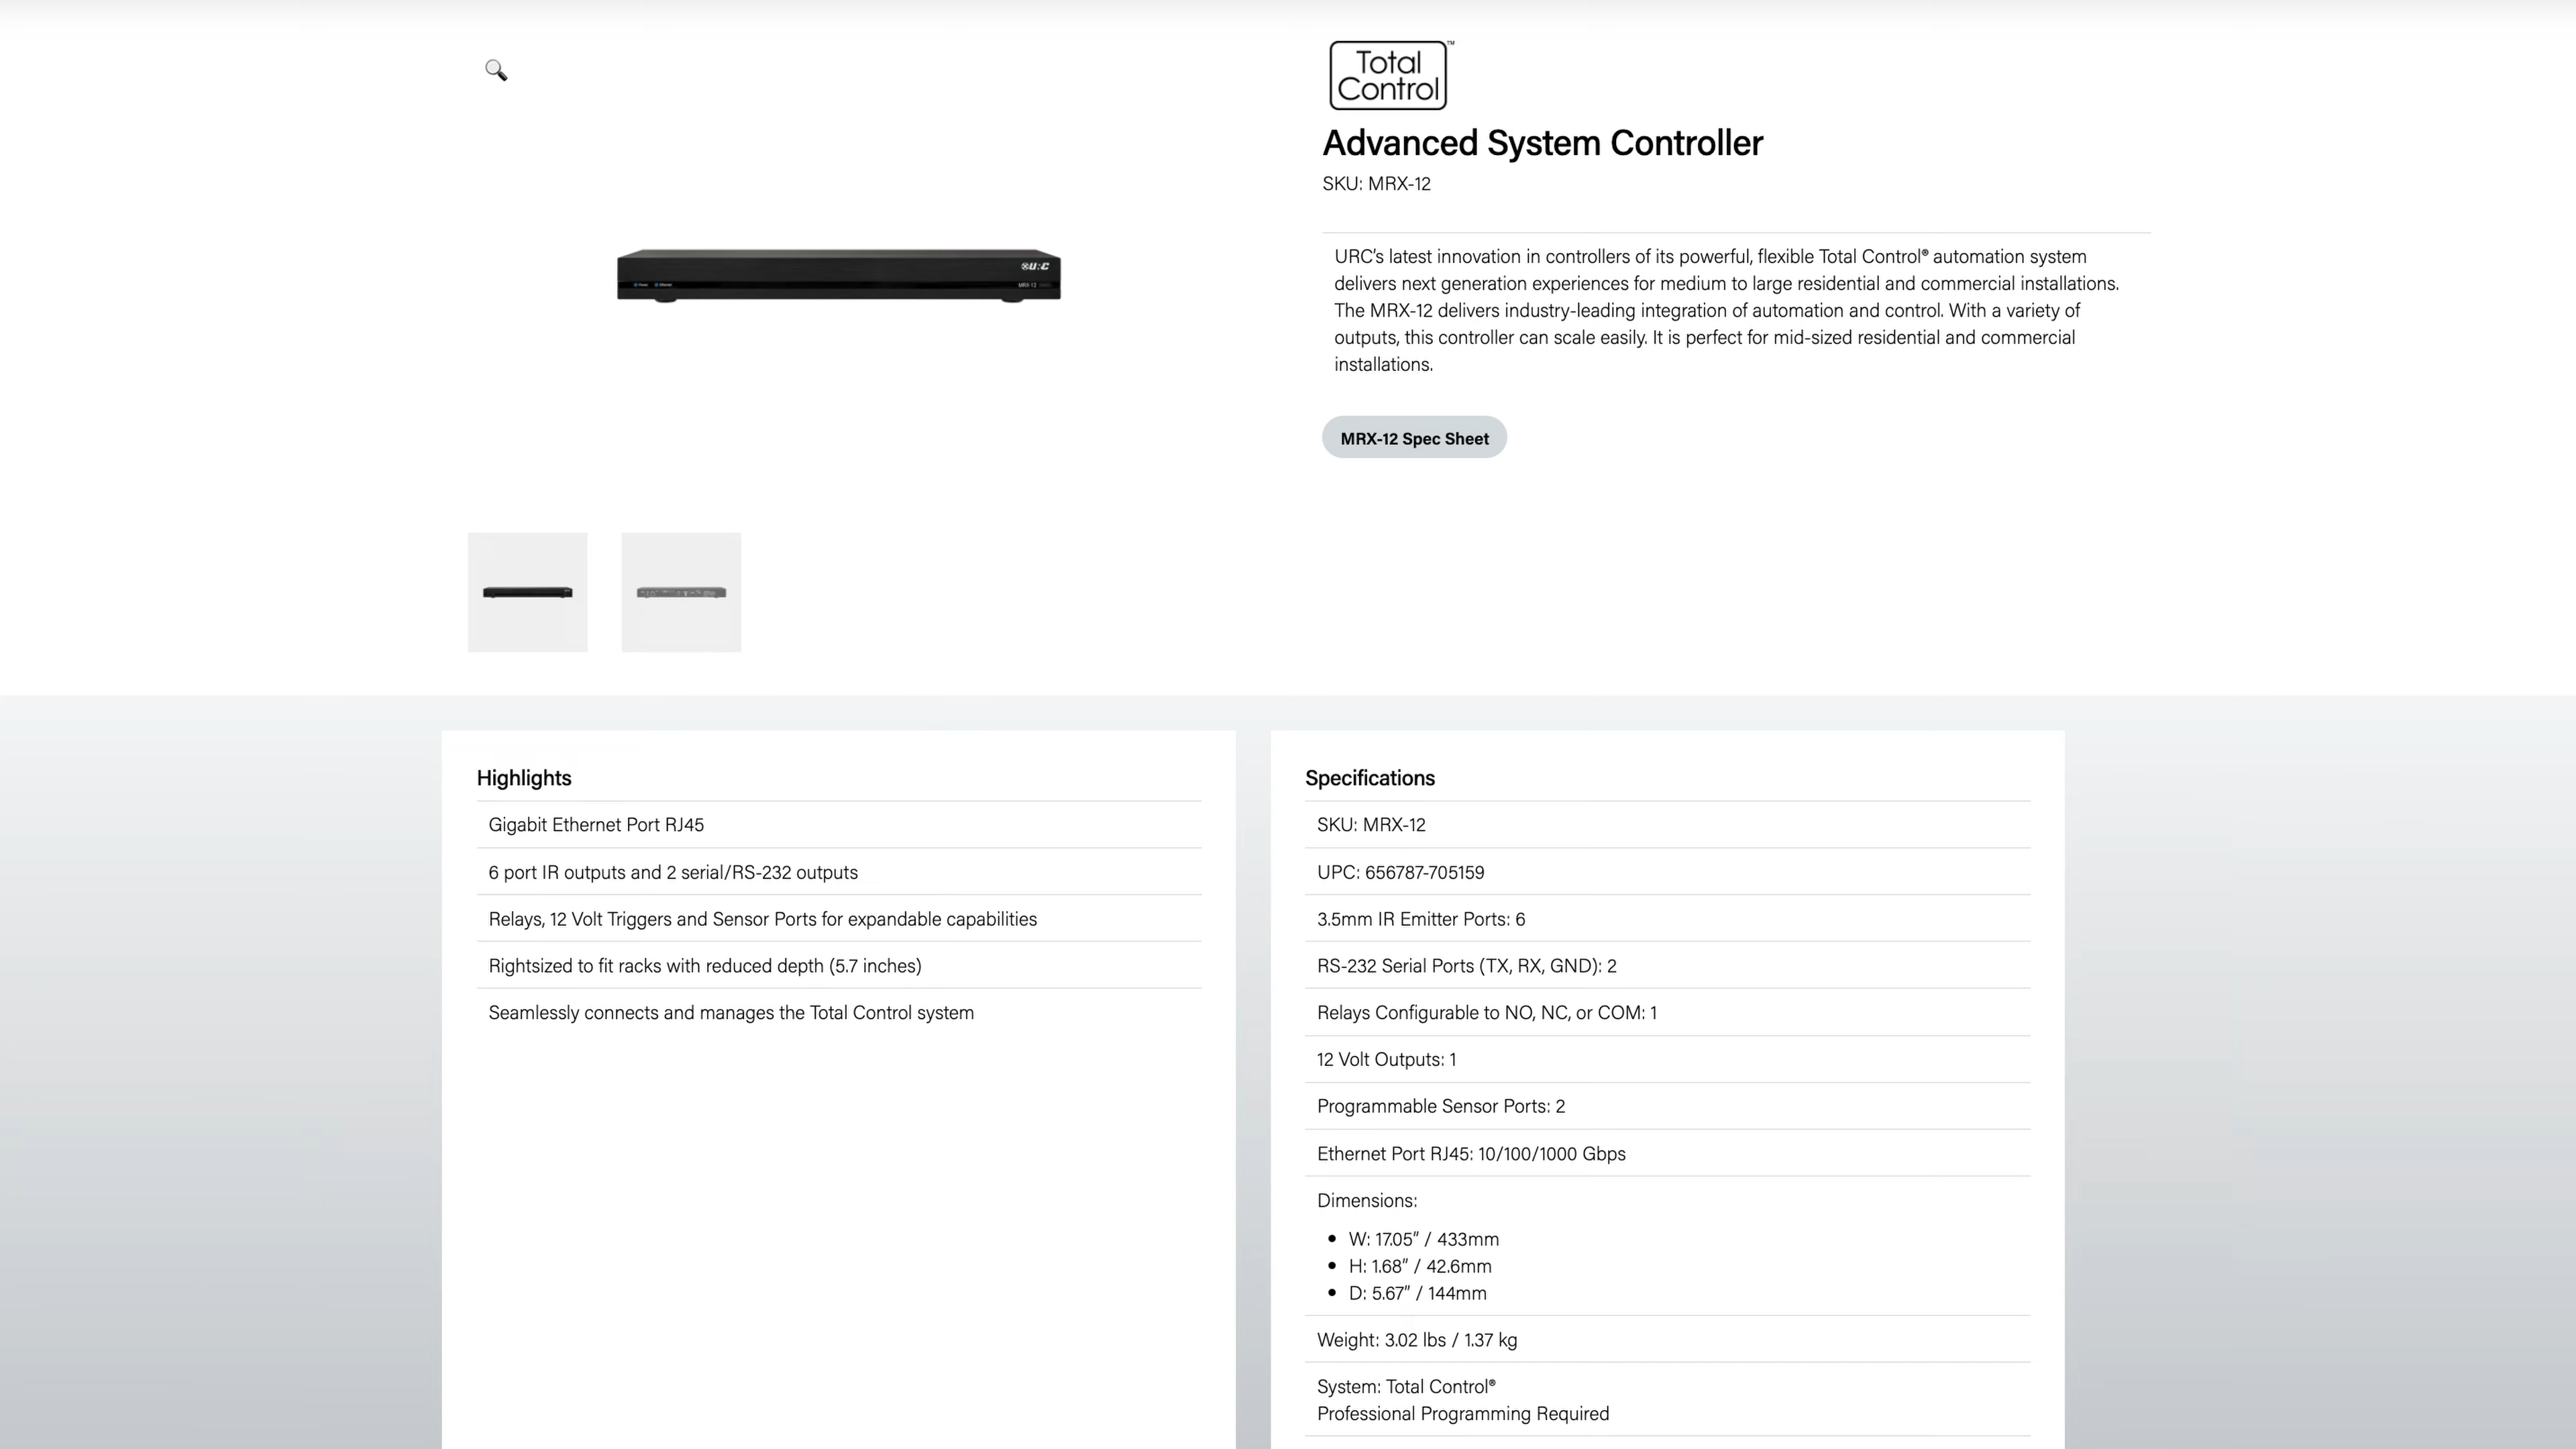 Total
Control™
Advanced System Controller
SKU: MRX-12
URC's latest innovation in controllers of its powerful, flexible Total Control® automation system
delivers next generation experiences for medium to large residential and commercial installations.
The MRX-12 delivers industry-leading integration of automation and control. With a variety of
outputs, this controller can scale easily. It is perfect for mid-sized residential and commercial
installations.
MRX-12 Spec Sheet
URC
Power Ethernet
MRX-12
Highlights
Gigabit Ethernet Port RJ45
6 port IR outputs and 2 serial/RS-232 outputs
Relays, 12 Volt Triggers and Sensor Ports for expandable capabilities
Rightsized to fit racks with reduced depth (5.7 inches)
Seamlessly connects and manages the Total Control system
Specifications
SKU: MRX-12
UPC: 656787-705159
3.5mm IR Emitter Ports: 6
RS-232 Serial Ports (TX, RX, GND): 2
Relays Configurable to NO, NC, or COM: 1
12 Volt Outputs: 1
Programmable Sensor Ports: 2
Ethernet Port RJ45: 10/100/1000 Gbps
Dimensions:
• W: 17.05" / 433mm
• H: 1.68" / 42.6mm
• D: 5.67" / 144mm
Weight: 3.02 lbs / 1.37 kg
System: Total Control®
Professional Programming Required